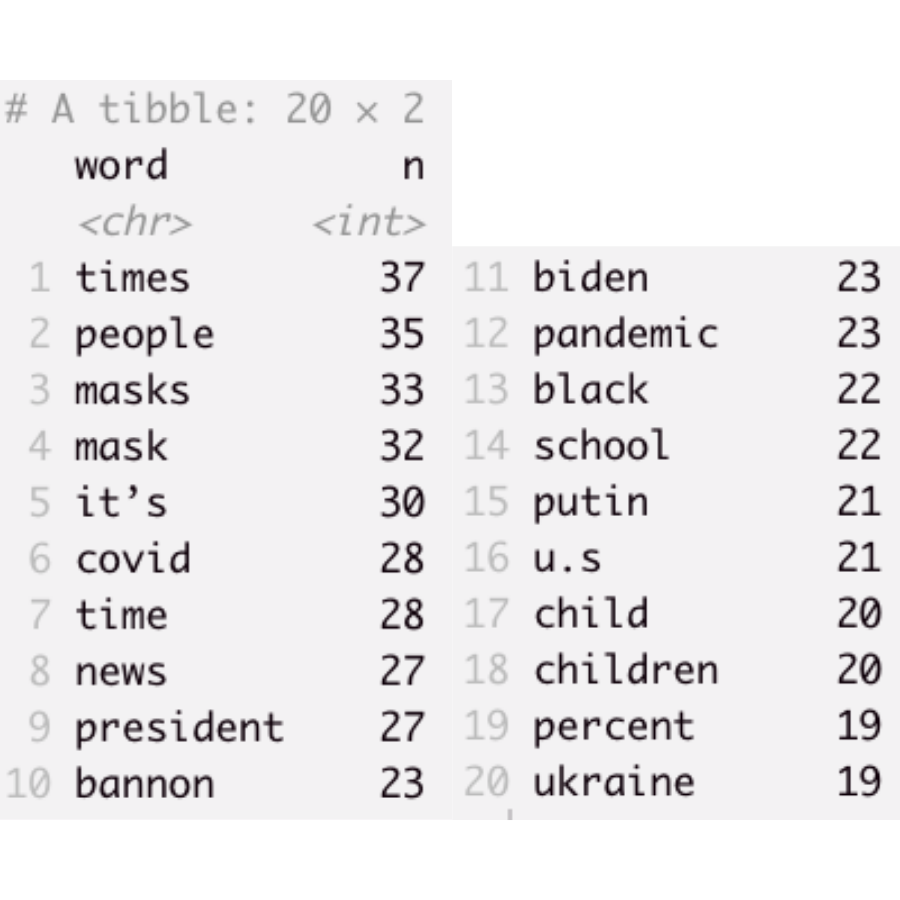 # A tibble: 20 × 2
word n
<chr> <int>
1 times 37
2 people 35
3 masks 33
4 mask 32
5 it’s 30
6 covid 28
7 time 28
8 news 27
9 president 27
10 bannon 23
11 biden 23
12 pandemic 23
13 black 22
14 school 22
15 putin 21
16 u.s 21
17 child 20
18 children 20
19 percent 19
20 ukraine 19